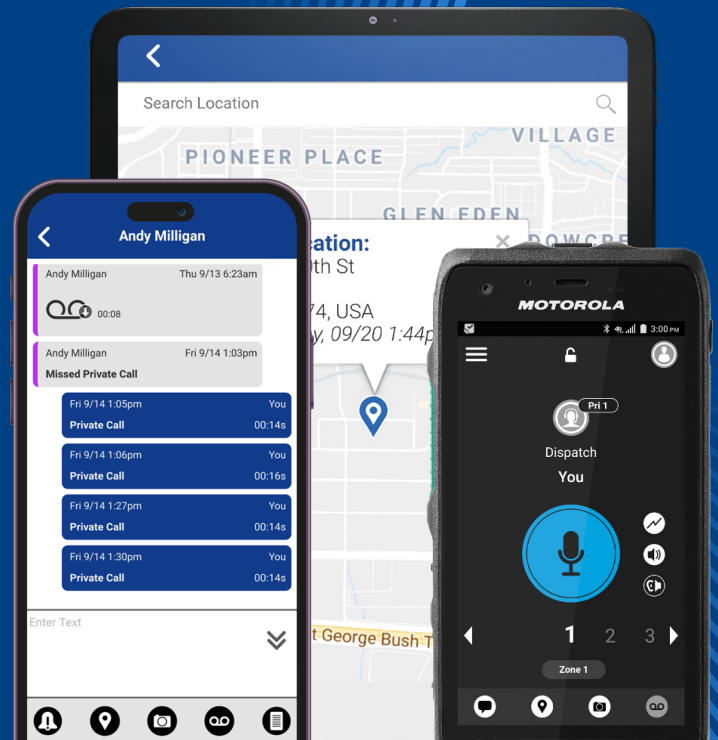 Search Location
VILLAGE
PIONEER PLACE
GLEN EDEN
Andy Milligan
Andy Milligan Thu 9/13 6:23am
00:08
Andy Milligan Fri 9/14 1:03pm
Missed Private Call
Fri 9/14 1:05pm You
Private Call 00:14s
Fri 9/14 1:06pm You
Private Call 00:16s
Fri 9/14 1:27pm You
Private Call 00:14s
Fri 9/14 1:30pm You
Private Call 00:14s
Enter Text
ation:
0th St
74, USA
y, 09/20 1:44p
George Bush T
MOTOROLA
3:00 PM
Pri 1
Dispatch
You
1 2 3
Zone 1